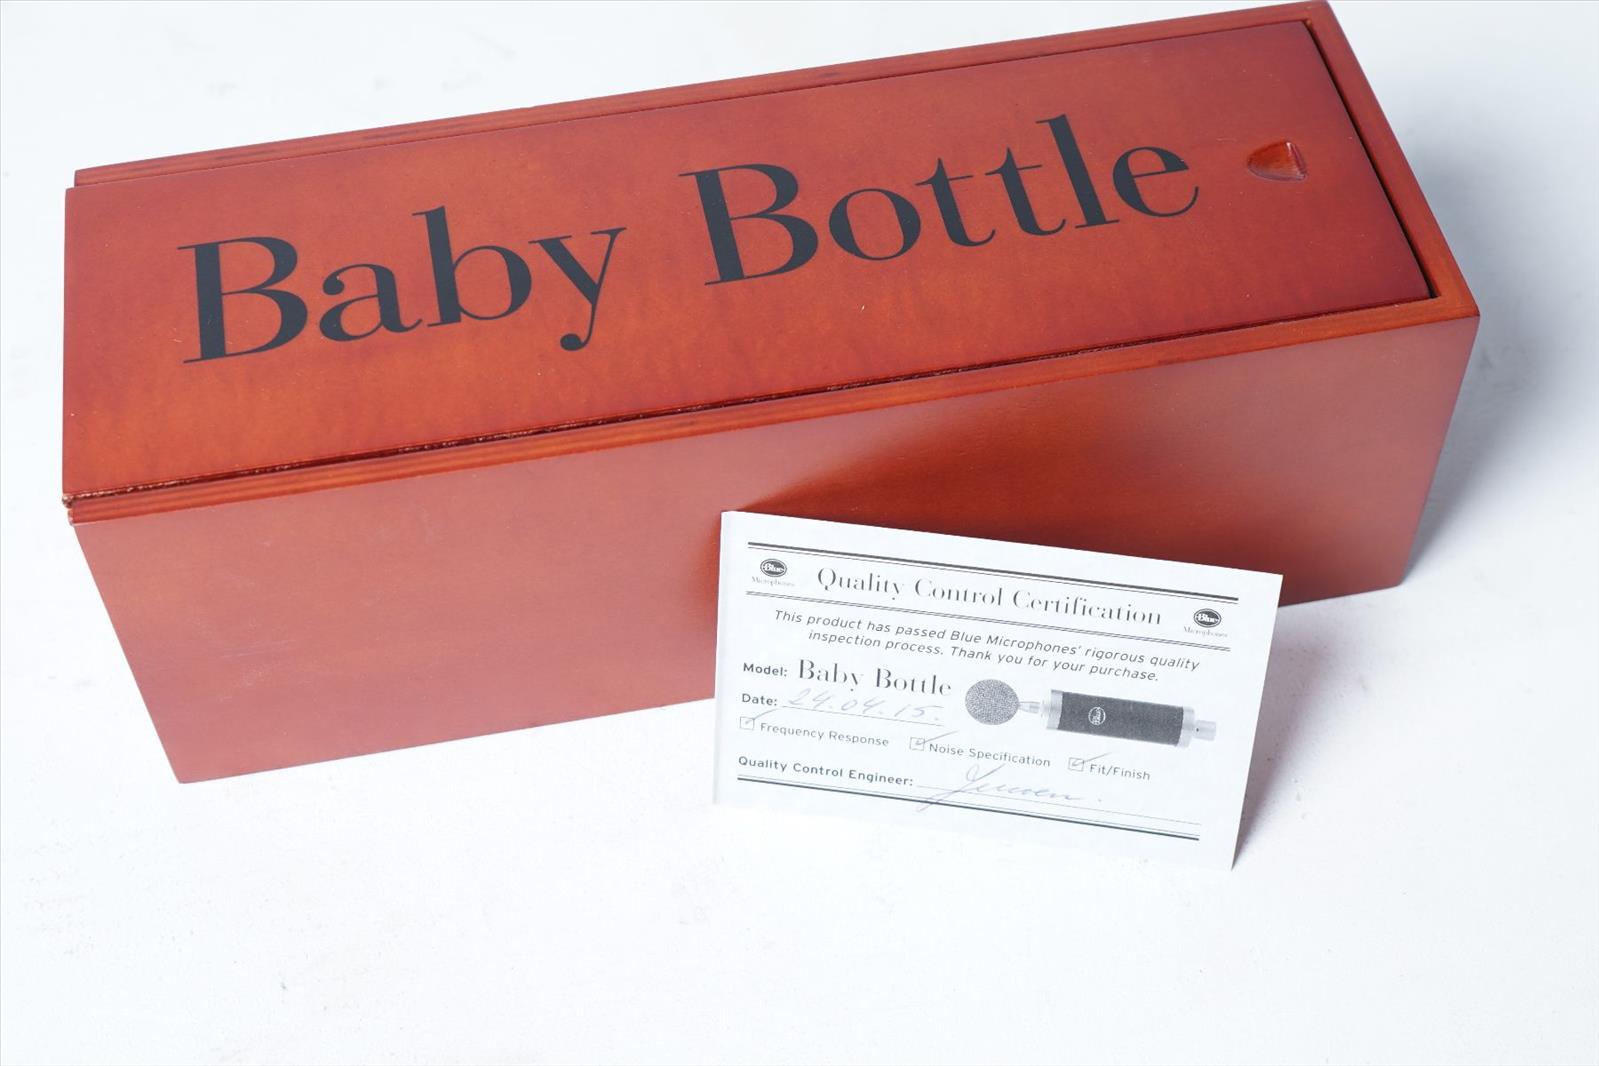 Baby Bottle
Blue
Microphones
Quality Control Certification
Blue
Microphones
This product has passed Blue Microphones' rigorous quality
inspection process. Thank you for your purchase.
Model: Baby Bottle
Date: 24.04.15.
Frequency Response Noise Specification Fit/Finish
Blue
Quality Control Engineer: